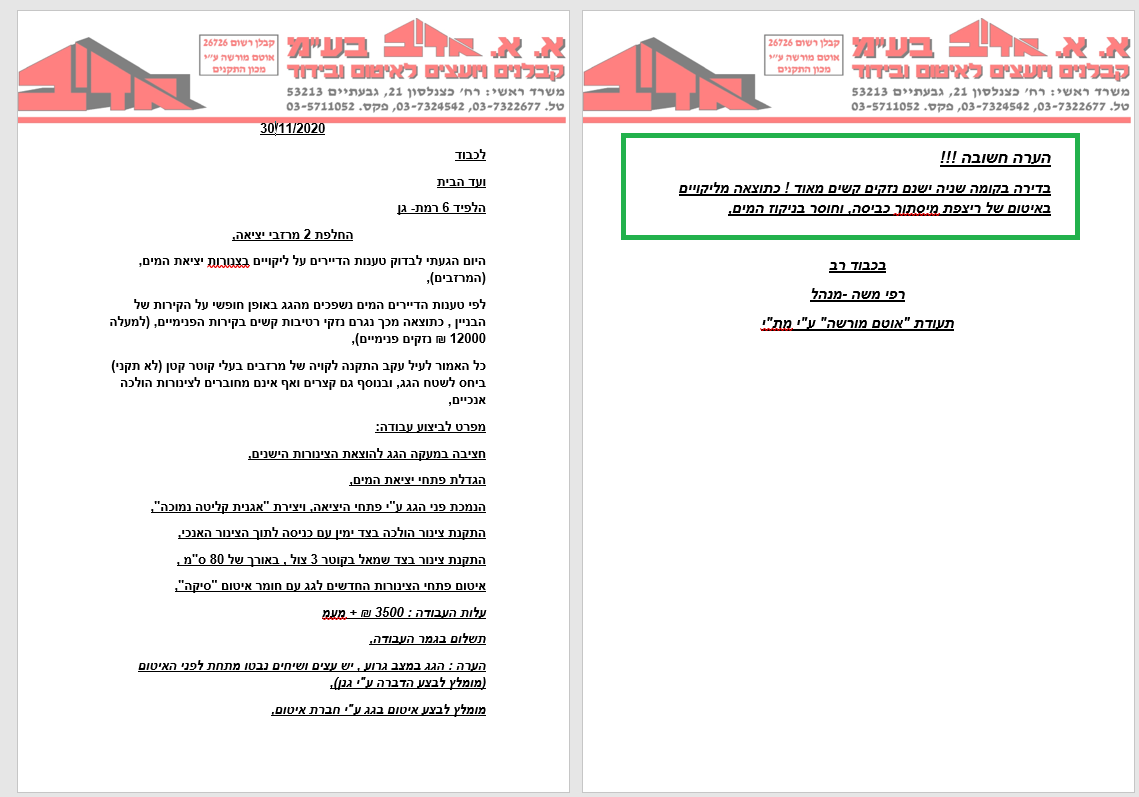 א. א. אדיב בע"מ
קבלנים ויועצים לאיטום ובידוד
משרד ראשי: רח׳ כצנלסון 21, גבעתיים 53213
טל. 03-7322677, 03-7324542, פקס. 03-5711052
קבלן רשום 26726
אוטם מורשה ע״י
מכון התקנים
אדיב
30/11/2020
לכבוד
ועד הבית
הלפיד 6 רמת- גן
החלפת 2 מרזבי יציאה,
היום הגעתי לבדוק טענות הדיירים על ליקויים בצנורות יציאת המים,
(המרזבים),
לפי טענות הדיירים המים נשפכים מהגג באופן חופשי על הקירות של
הבניין , כתוצאה מכך נגרם נזקי רטיבות קשים בקירות הפנימיים, (למעלה
12000 ₪ נזקים פנימיים),
כל האמור לעיל עקב התקנה לקויה של מרזבים בעלי קוטר קטן (לא תקני)
ביחס לשטח הגג, ובנוסף גם קצרים ואף אינם מחוברים לצינורות הולכה
אנכיים,
מפרט לביצוע עבודה:
חציבה במעקה הגג להוצאת הצינורות הישנים,
הגדלת פתחי יציאת המים,
הנמכת פני הגג ע"י פתחי היציאה, ויצירת "אגנית קליטה נמוכה",
התקנת צינור הולכה בצד ימין עם כניסה לתוך הצינור האנכי,
התקנת צינור בצד שמאל בקוטר 3 צול , באורך של 80 ס"מ ,
איטום פתחי הצינורות החדשים לגג עם חומר איטום "סיקה",
עלות העבודה : 3500 ₪ + מעמ
תשלום בגמר העבודה,
הערה : הגג במצב גרוע , יש עצים ושיחים נבטו מתחת לפני האיטום
(מומלץ לבצע הדברה ע"י גנן),
מומלץ לבצע איטום בגג ע"י חברת איטום,
א. א. אדיב בע"מ
קבלנים ויועצים לאיטום ובידוד
משרד ראשי: רח׳ כצנלסון 21, גבעתיים 53213
טל. 03-7322677, 03-7324542, פקס. 03-5711052
קבלן רשום 26726
אוטם מורשה ע״י
מכון התקנים
אדיב
הערה חשובה !!!
בדירה בקומה שניה ישנם נזקים קשים מאוד ! כתוצאה מליקויים
באיטום של ריצפת מיסתור כביסה, וחוסר בניקוז המים,
בכבוד רב
רפי משה -מנהל
תעודת "אוטם מורשה" ע"י מת"י